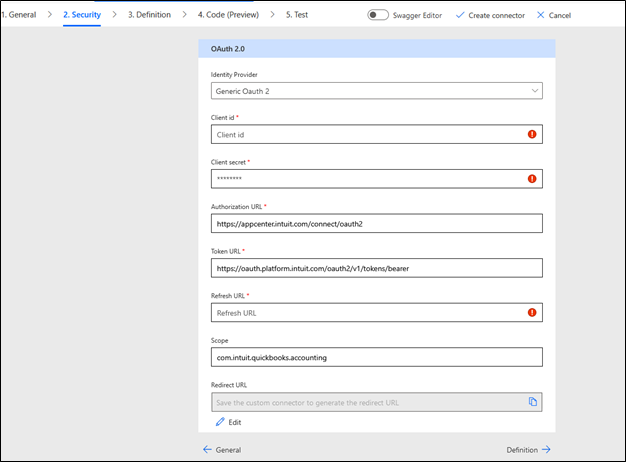 1. General > 2. Security > 3. Definition > 4. Code (Preview) > 5. Test Swagger Editor Create connector Cancel
OAuth 2.0
Identity Provider
Generic Oauth 2
Client id *
Client id
Client secret *
********
Authorization URL *
https://appcenter.intuit.com/connect/oauth2
Token URL *
https://oauth.platform.intuit.com/oauth2/v1/tokens/bearer
Refresh URL *
Refresh URL
Scope
com.intuit.quickbooks.accounting
Redirect URL
Save the custom connector to generate the redirect URL
Edit
General Definition